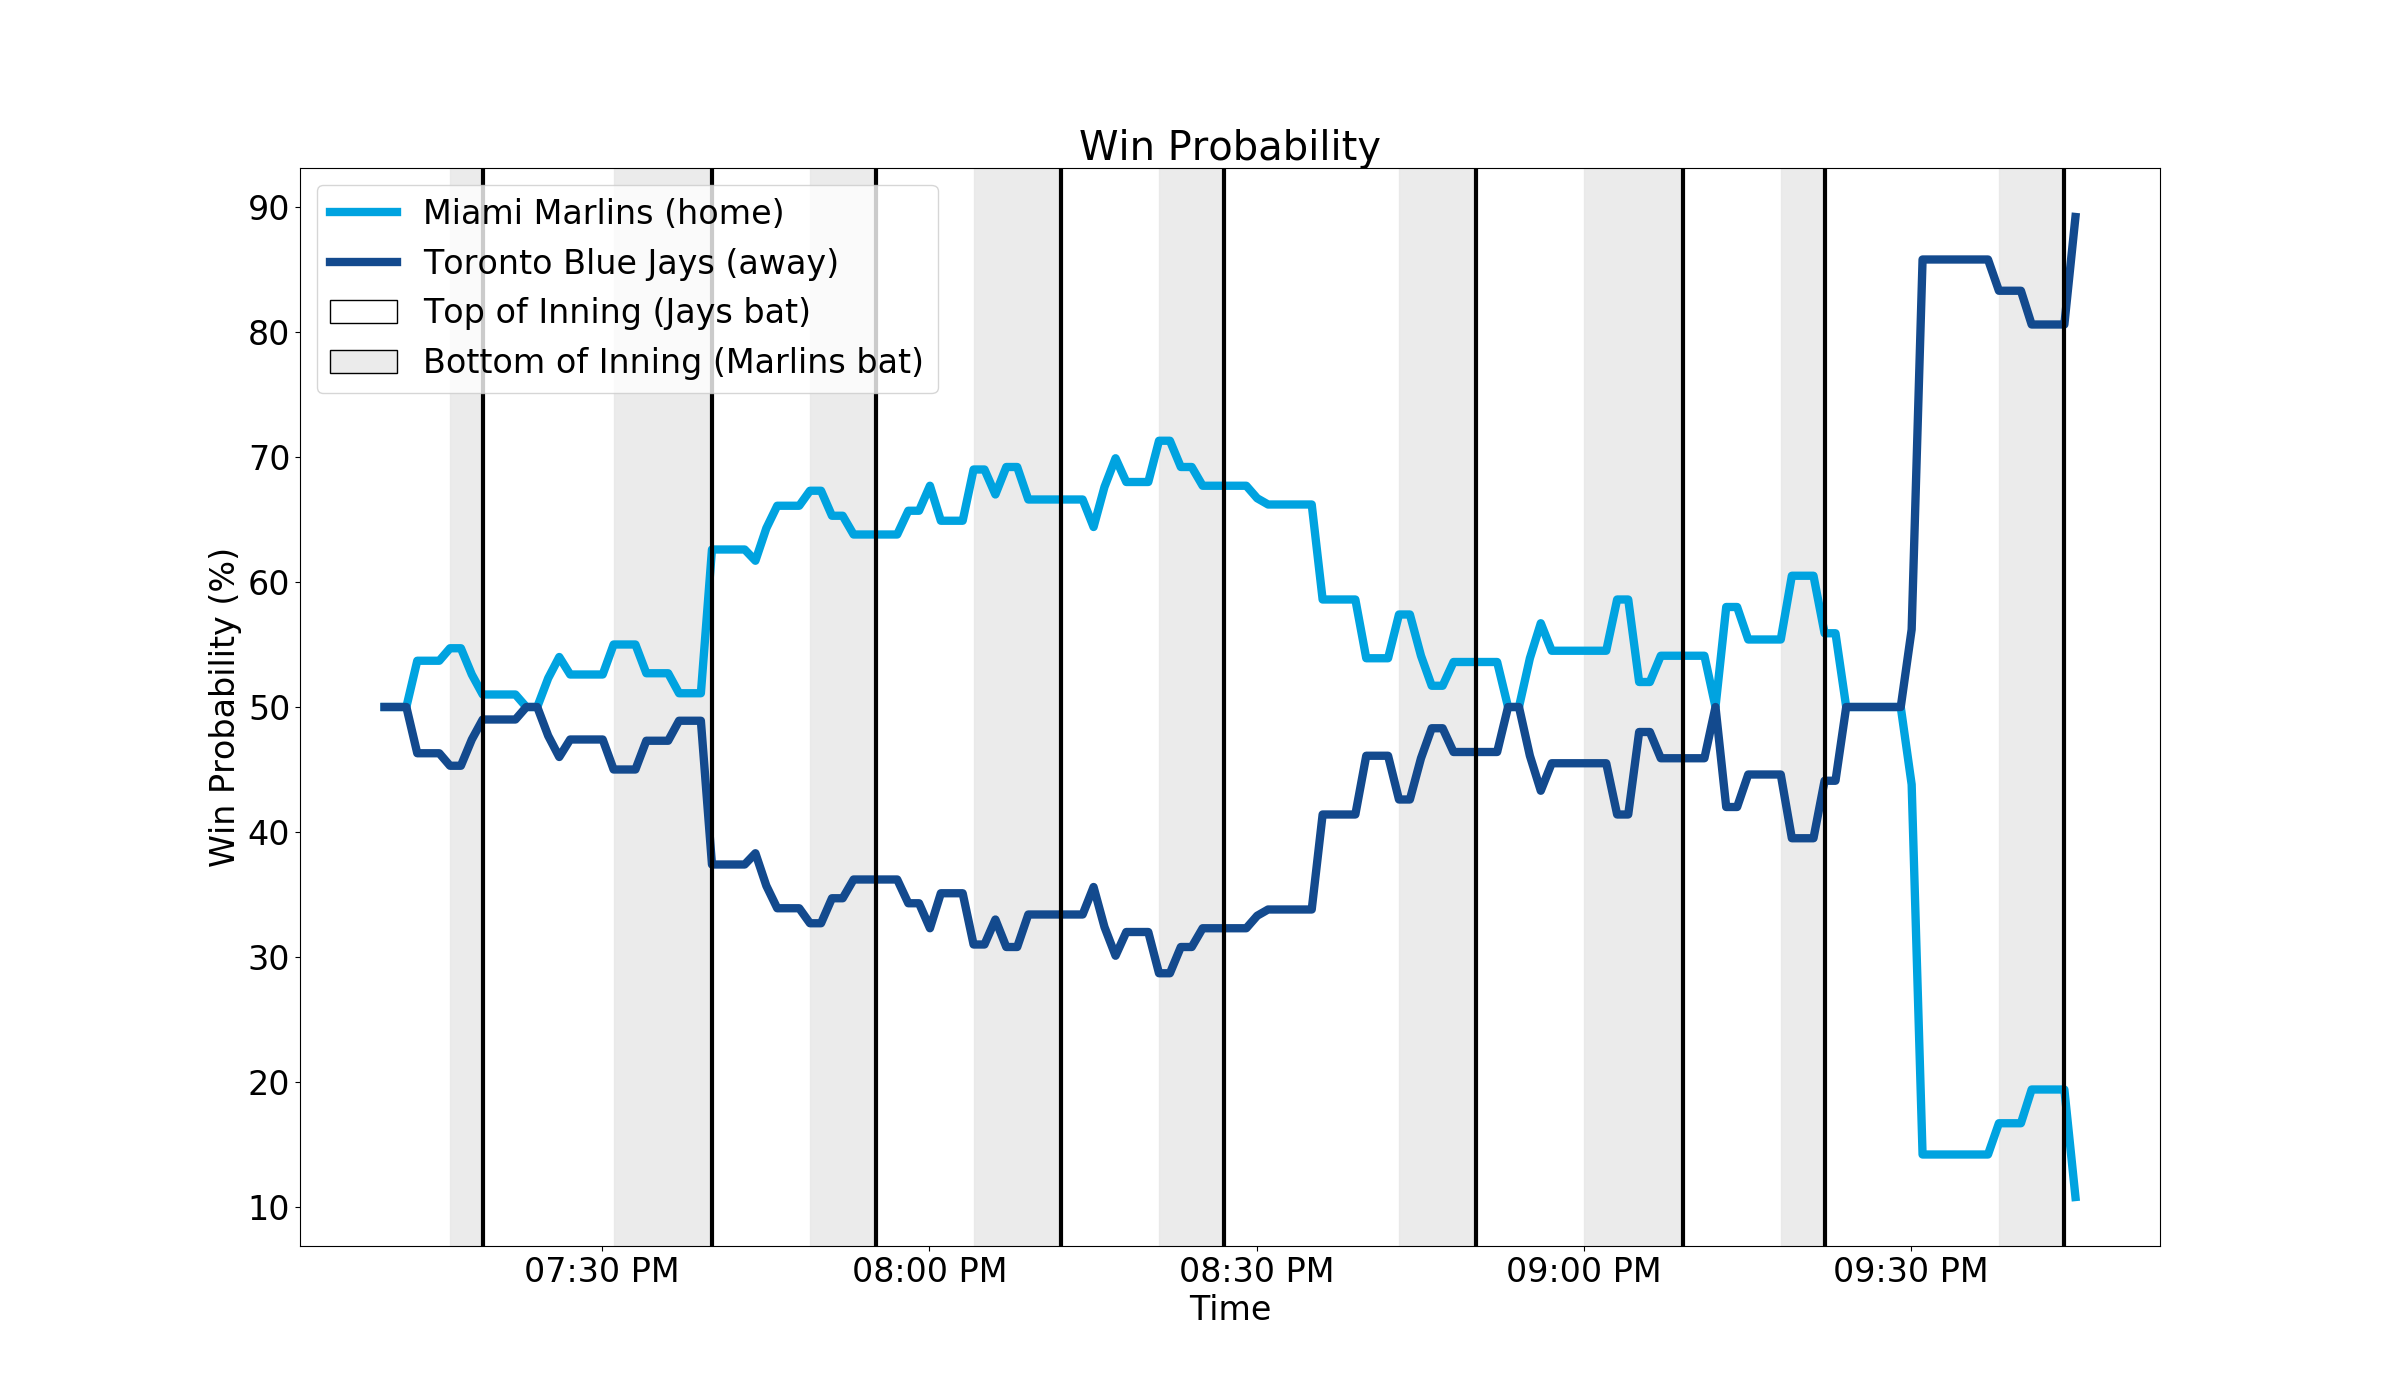 Win Probability
Miami Marlins (home)
Toronto Blue Jays (away)
Top of Inning (Jays bat)
Bottom of Inning (Marlins bat)
Win Probability (%)
90
80
70
60
50
40
30
20
10
07:30 PM 08:00 PM 08:30 PM 09:00 PM 09:30 PM
Time